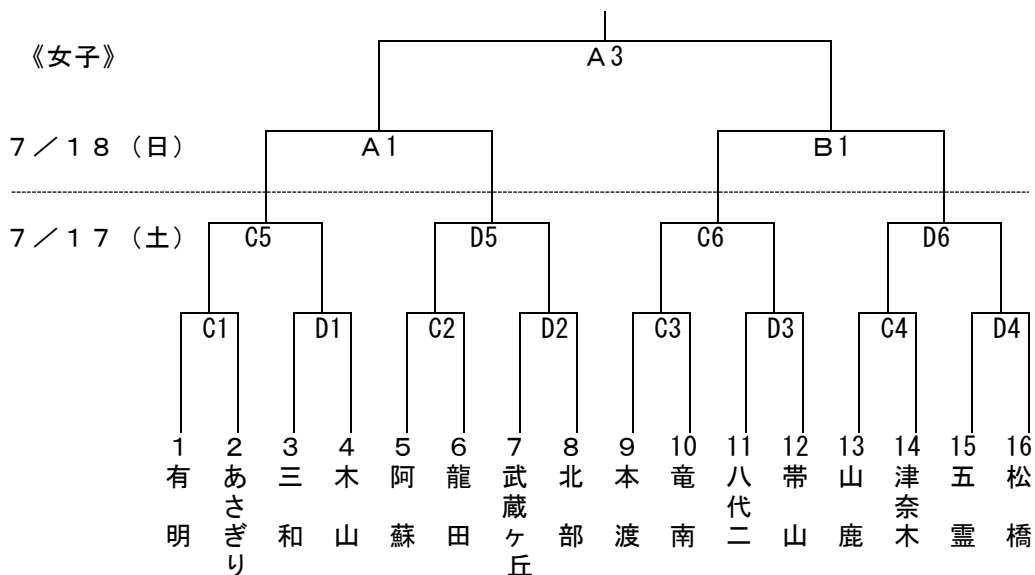 《女子》
A3
7／18（日）
A1
B1
7／17（土）
C5
D5
C6
D6
C1
D1
C2
D2
C3
D3
C4
D4
1
2
3
4
5
6
7
8
9
10
11
12
13
14
15
16
有明
あさぎり
三和
木山
阿蘇
龍田
武蔵ヶ丘
北部
本渡
竜南
八代二
帯山
山鹿
津奈木
五霊
松橋